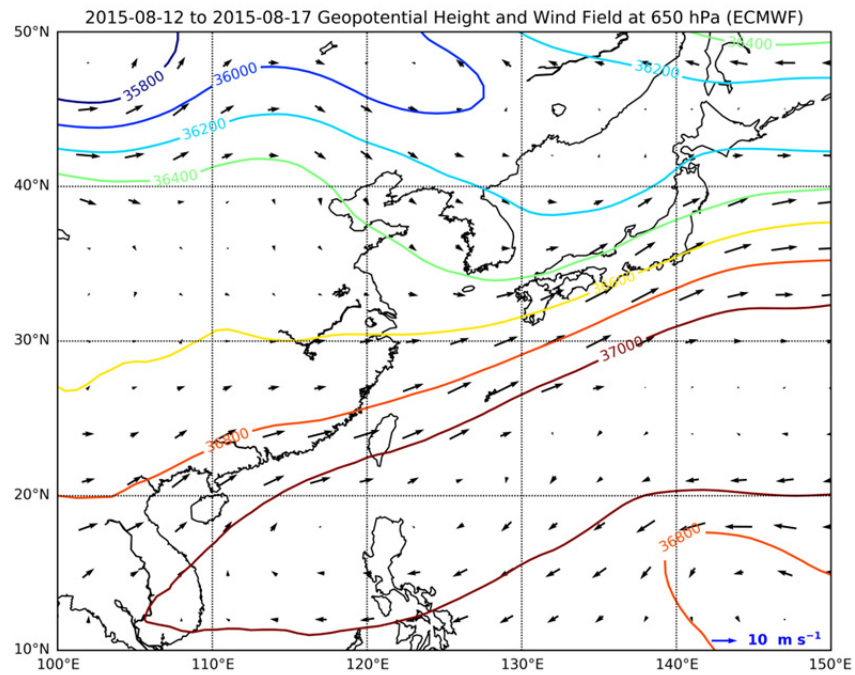 2015-08-12 to 2015-08-17 Geopotential Height and Wind Field at 650 hPa (ECMWF)
50°N
36400
36200
35800
36000
36200
40°N
36400
36600
30°N
37000
36800
20°N
36800
10 m s⁻¹
10°N
100°E 110°E 120°E 130°E 140°E 150°E